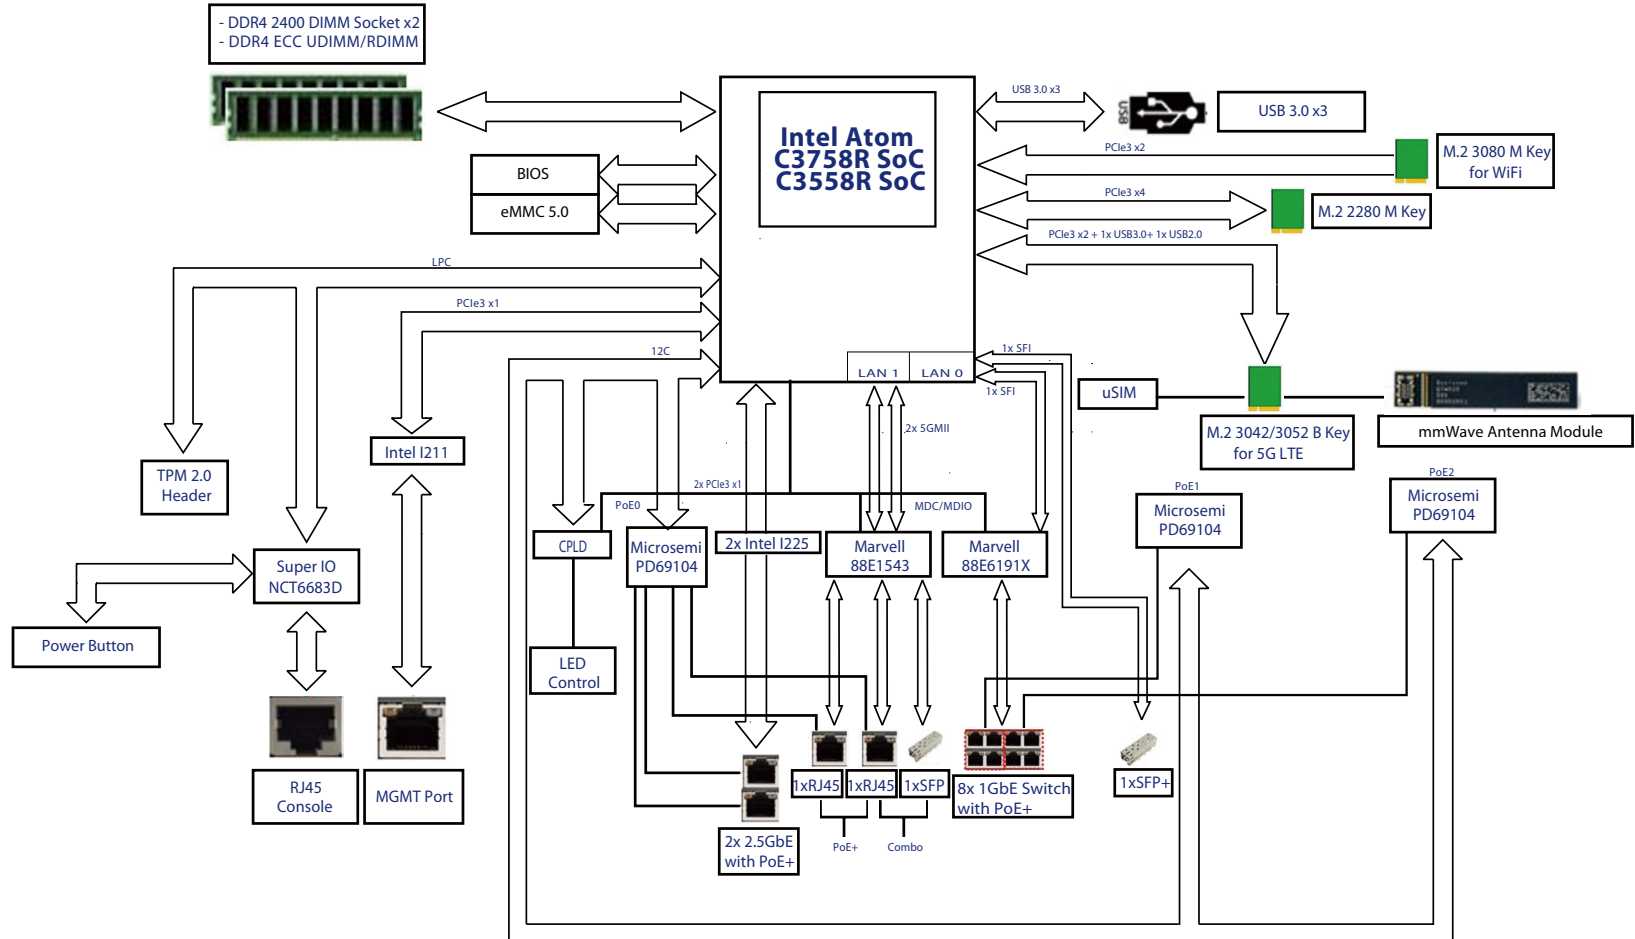 - DDR4 2400 DIMM Socket x2
- DDR4 ECC UDIMM/RDIMM
Intel Atom
C3758R SoC
C3558R SoC
USB 3.0 x3
USB
USB 3.0 x3
BIOS
eMMC 5.0
PCIe3 x2
M.2 3080 M Key
for WiFi
PCIe3 x4
M.2 2280 M Key
PCIe3 x2 + 1x USB3.0+ 1x USB2.0
LPC
PCIe3 x1
12C
LAN 1
LAN 0
1x SFI
1x SFI
2x 5GMII
uSIM
M.2 3042/3052 B Key
for 5G LTE
mmWave Antenna Module
Intel I211
TPM 2.0
Header
2x PCIe3 x1
PoE0
MDC/MDIO
PoE1
PoE2
CPLD
Microsemi
PD69104
2x Intel I225
Marvell
88E1543
Marvell
88E6191X
Microsemi
PD69104
Microsemi
PD69104
Super IO
NCT6683D
Power Button
LED
Control
RJ45
Console
MGMT Port
1xRJ45
1xRJ45
1xSFP
8x 1GbE Switch
with PoE+
1xSFP+
2x 2.5GbE
with PoE+
PoE+
Combo